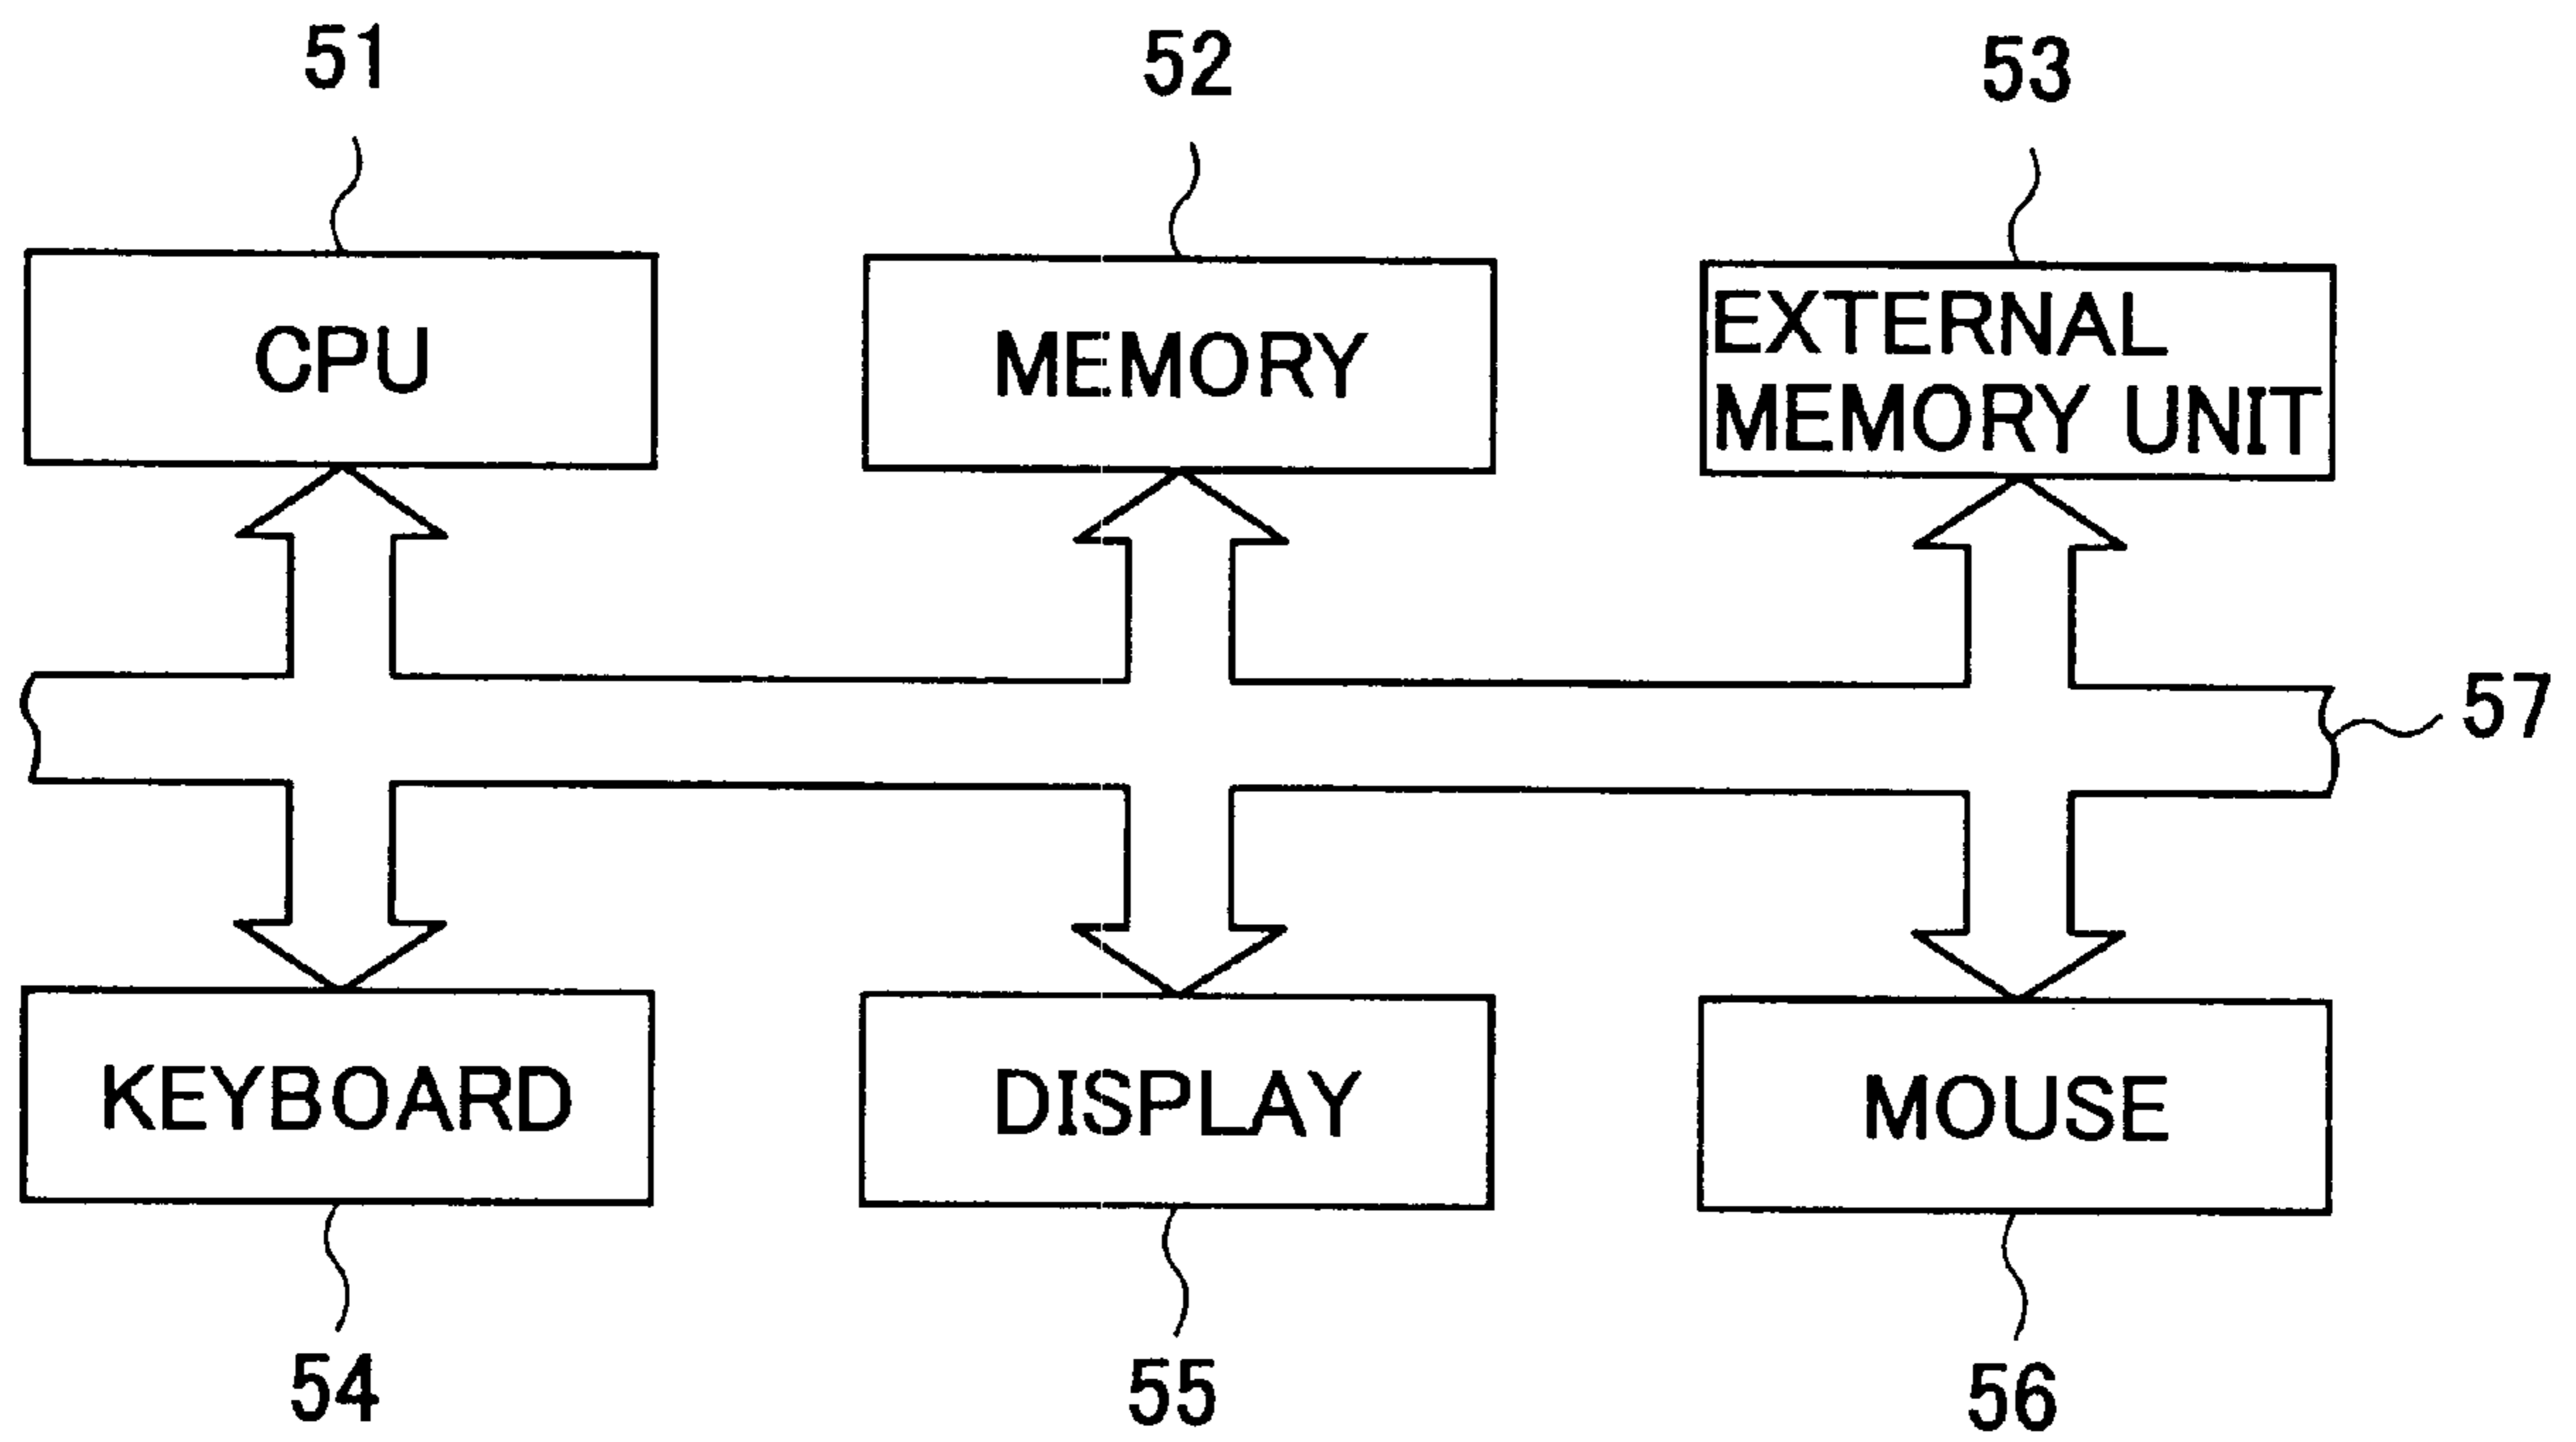 51
52
53
CPU
MEMORY
EXTERNAL
MEMORY UNIT
57
KEYBOARD
DISPLAY
MOUSE
54
55
56